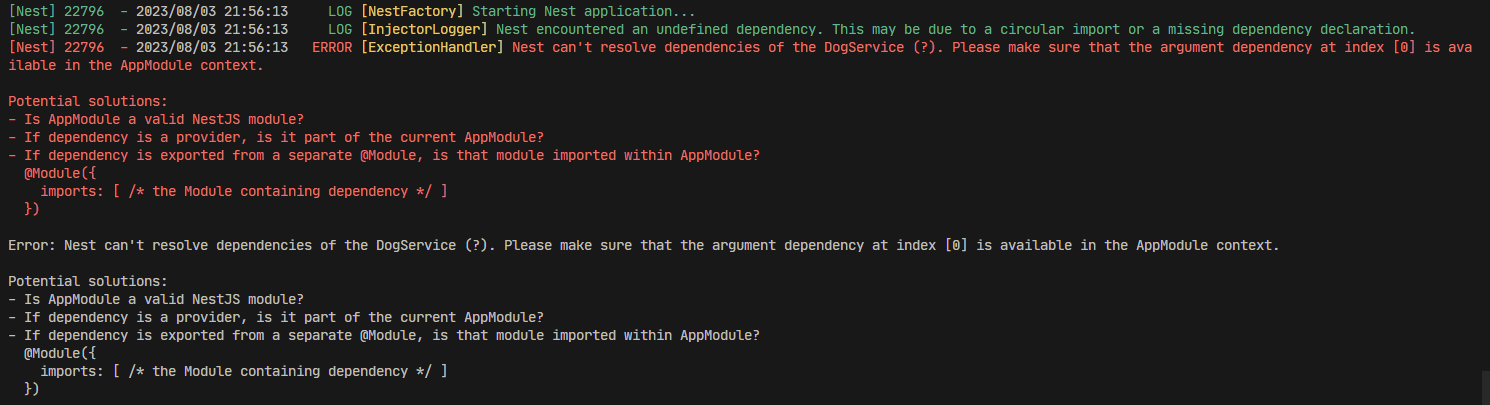 [Nest] 22796  - 2023/08/03 21:56:13     LOG [NestFactory] Starting Nest application...
[Nest] 22796  - 2023/08/03 21:56:13     LOG [InjectorLogger] Nest encountered an undefined dependency. This may be due to a circular import or a missing dependency declaration.
[Nest] 22796  - 2023/08/03 21:56:13   ERROR [ExceptionHandler] Nest can't resolve dependencies of the DogService (?). Please make sure that the argument dependency at index [0] is ava
ilable in the AppModule context.

Potential solutions:
- Is AppModule a valid NestJS module?
- If dependency is a provider, is it part of the current AppModule?
- If dependency is exported from a separate @Module, is that module imported within AppModule?
  @Module({
    imports: [ /* the Module containing dependency */ ]
  })

Error: Nest can't resolve dependencies of the DogService (?). Please make sure that the argument dependency at index [0] is available in the AppModule context.

Potential solutions:
- Is AppModule a valid NestJS module?
- If dependency is a provider, is it part of the current AppModule?
- If dependency is exported from a separate @Module, is that module imported within AppModule?
  @Module({
    imports: [ /* the Module containing dependency */ ]
  })